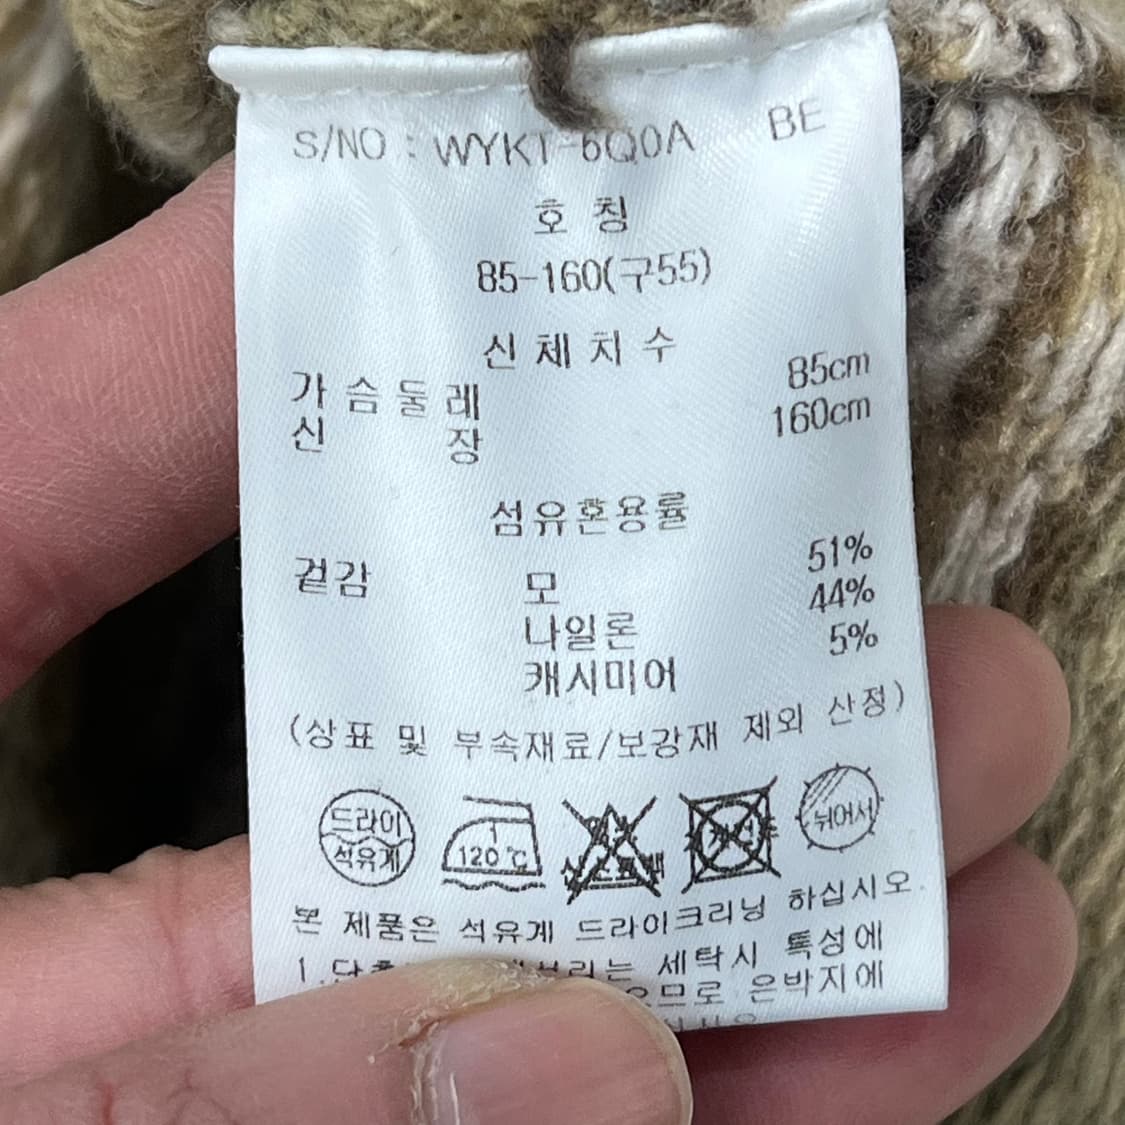 S/NO : WYKT-6Q0A BE
호 칭
85-160(구55)
신 체 치 수
가 슴 둘 레 85cm
신 장 160cm
섬유혼용률
겉감 모 51%
나일론 44%
캐시미어 5%
(상표 및 부속재료/보강재 제외 산정)
드라이
석유계
120℃
뉘어서
본 제품은 석유계 드라이크리닝 하십시오.
1. 세탁시 특성에
으므로 은박지에